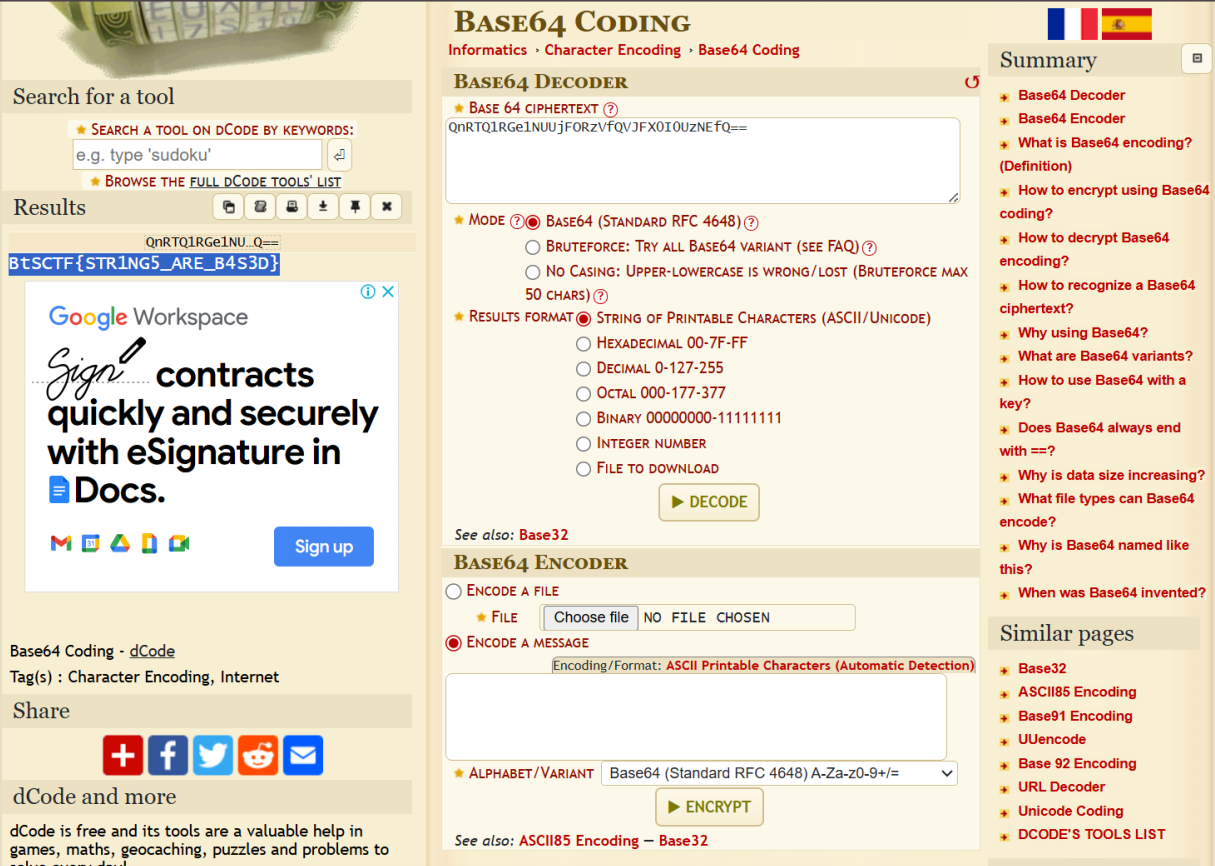 EXU
Search for a tool
★ Search a tool on dCode by keywords:
e.g. type 'sudoku'
★ Browse the full dCode tools' list
Results
QnRTQ1RGe1NU…Q==
BtSCTF{STR1NG5_ARE_B4S3D}
Google Workspace
Sign contracts
quickly and securely
with eSignature in
Docs.
31
Sign up
Base64 Coding - dCode
Tag(s) : Character Encoding, Internet
Share
dCode and more
dCode is free and its tools are a valuable help in
games, maths, geocaching, puzzles and problems to
solve every day!
Base64 Coding
Informatics › Character Encoding › Base64 Coding
Base64 Decoder
★ Base 64 ciphertext ?
QnRTQ1RGe1NUUjFORzVfQVJFX0I0UzNEfQ==
★ Mode ? Base64 (Standard RFC 4648) ?
Bruteforce: Try all Base64 variant (see FAQ) ?
No Casing: Upper-lowercase is wrong/lost (Bruteforce max
50 chars) ?
★ Results format String of Printable Characters (ASCII/Unicode)
Hexadecimal 00-7F-FF
Decimal 0-127-255
Octal 000-177-377
Binary 00000000-11111111
Integer number
File to download
▶ DECODE
See also: Base32
Base64 Encoder
Encode a file
★ File Choose file No file chosen
Encode a message
Encoding/Format: ASCII Printable Characters (Automatic Detection)
★ Alphabet/Variant Base64 (Standard RFC 4648) A-Za-z0-9+/=
▶ ENCRYPT
See also: ASCII85 Encoding — Base32
Summary
Base64 Decoder
Base64 Encoder
What is Base64 encoding?
(Definition)
How to encrypt using Base64
coding?
How to decrypt Base64
encoding?
How to recognize a Base64
ciphertext?
Why using Base64?
What are Base64 variants?
How to use Base64 with a
key?
Does Base64 always end
with ==?
Why is data size increasing?
What file types can Base64
encode?
Why is Base64 named like
this?
When was Base64 invented?
Similar pages
Base32
ASCII85 Encoding
Base91 Encoding
UUencode
Base 92 Encoding
URL Decoder
Unicode Coding
DCODE'S TOOLS LIST